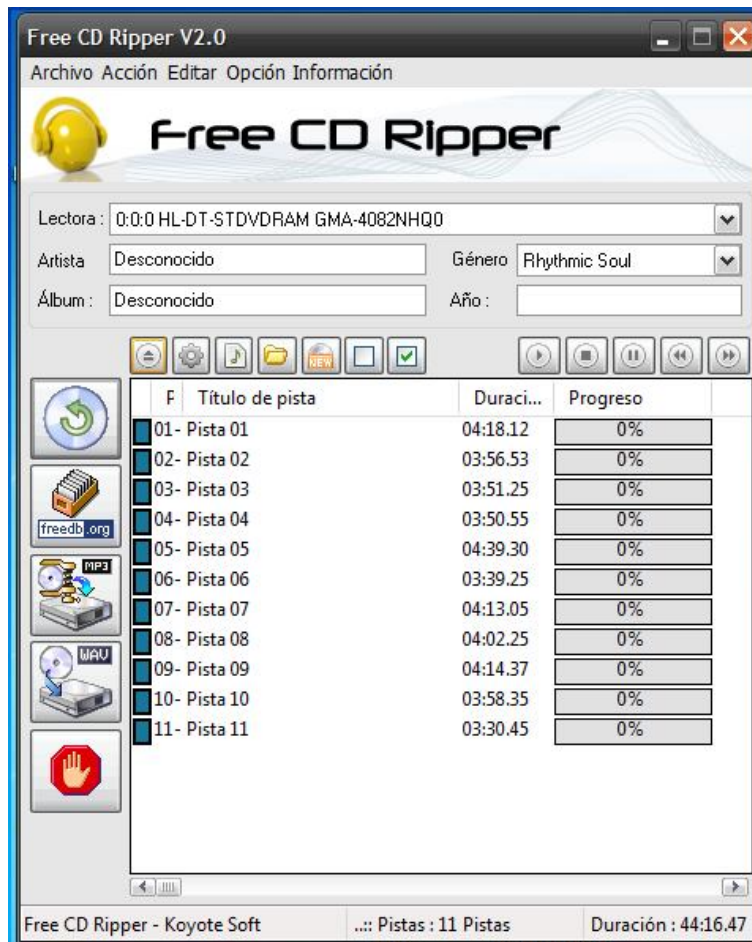 Free CD Ripper V2.0
Archivo Acción Editar Opción Información
Free CD Ripper
Lectora : 0:0:0 HL-DT-STDVDRAM GMA-4082NHQ0
Artista Desconocido Género Rhythmic Soul
Álbum : Desconocido Año :
NEW
P Título de pista Duraci... Progreso
01- Pista 01 04:18.12 0%
02- Pista 02 03:56.53 0%
03- Pista 03 03:51.25 0%
freedb.org
04- Pista 04 03:50.55 0%
05- Pista 05 04:39.30 0%
MP3
06- Pista 06 03:39.25 0%
07- Pista 07 04:13.05 0%
08- Pista 08 04:02.25 0%
WAV
09- Pista 09 04:14.37 0%
10- Pista 10 03:58.35 0%
11- Pista 11 03:30.45 0%
Free CD Ripper - Koyote Soft ..:: Pistas : 11 Pistas Duración : 44:16.47